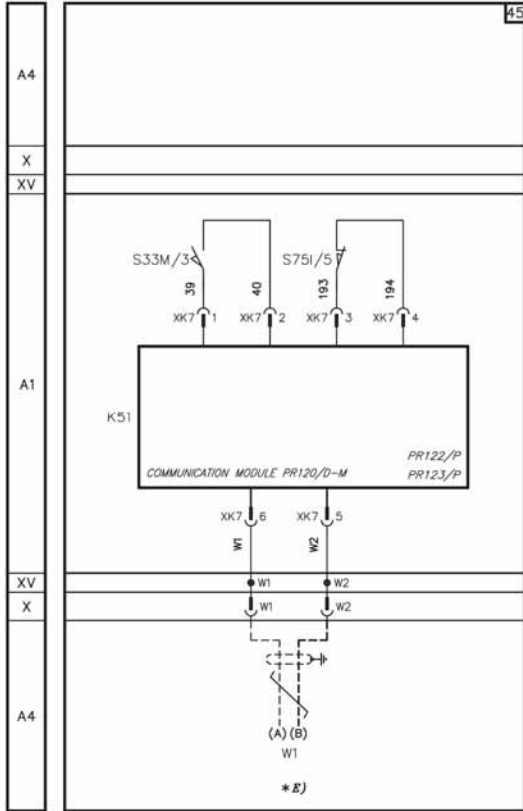 45
A4
X
XV
A1
S33M/3
S75I/5
39
40
193
194
XK7 1
XK7 2
XK7 3
XK7 4
K51
PR122/P
COMMUNICATION MODULE PR120/D-M
PR123/P
XK7 6
XK7 5
W1
W2
XV
W1
W2
X
W1
W2
A4
(A) (B)
W1
*E)